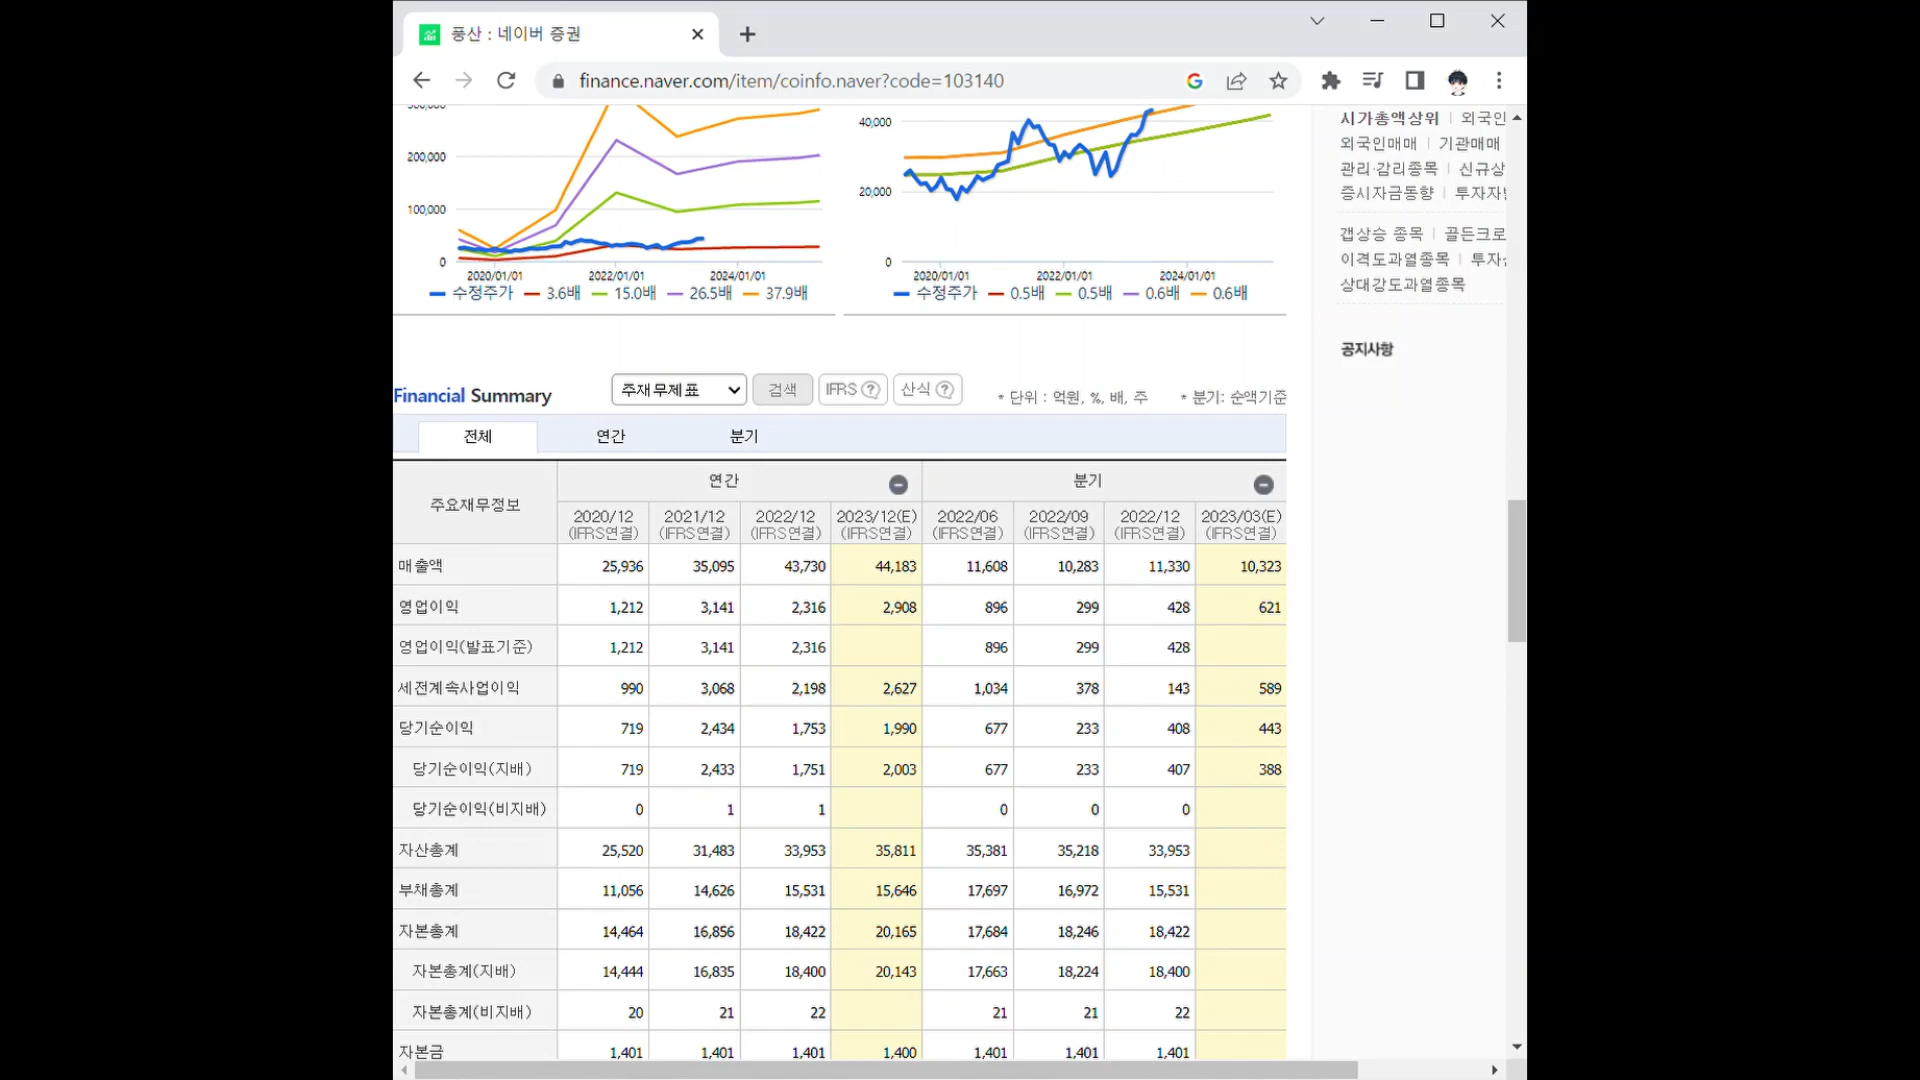 풍산 : 네이버 증권
finance.naver.com/item/coinfo.naver?code=103140
200,000
100,000
0
2020/01/01 2022/01/01 2024/01/01
수정주가 3.6배 15.0배 26.5배 37.9배
40,000
20,000
0
2020/01/01 2022/01/01 2024/01/01
수정주가 0.5배 0.5배 0.6배 0.6배
시가총액상위 외국인
외국인매매 기관매매
관리·감리종목 신규상
증시자금동향 투자자
갭상승 종목 골든크로
이격도과열종목
상대강도과열종목
공지사항
Financial Summary 주재무제표 검색 IFRS ? 산식 ? * 단위 : 억원, %, 배, 주 * 분기: 순액기준
전체 연간 분기
주요재무정보 연간 분기
2020/12 2021/12 2022/12 2023/12(E) 2022/06 2022/09 2022/12 2023/03(E)
(IFRS연결) (IFRS연결) (IFRS연결) (IFRS연결) (IFRS연결) (IFRS연결) (IFRS연결) (IFRS연결)
매출액 25,936 35,095 43,730 44,183 11,608 10,283 11,330 10,323
영업이익 1,212 3,141 2,316 2,908 896 299 428 621
영업이익(발표기준) 1,212 3,141 2,316 896 299 428
세전계속사업이익 990 3,068 2,198 2,627 1,034 378 143 589
당기순이익 719 2,434 1,753 1,990 677 233 408 443
당기순이익(지배) 719 2,433 1,751 2,003 677 233 407 388
당기순이익(비지배) 0 1 1 0 0 0
자산총계 25,520 31,483 33,953 35,811 35,381 35,218 33,953
부채총계 11,056 14,626 15,531 15,646 17,697 16,972 15,531
자본총계 14,464 16,856 18,422 20,165 17,684 18,246 18,422
자본총계(지배) 14,444 16,835 18,400 20,143 17,663 18,224 18,400
자본총계(비지배) 20 21 22 21 21 22
자본금 1,401 1,401 1,401 1,400 1,401 1,401 1,401